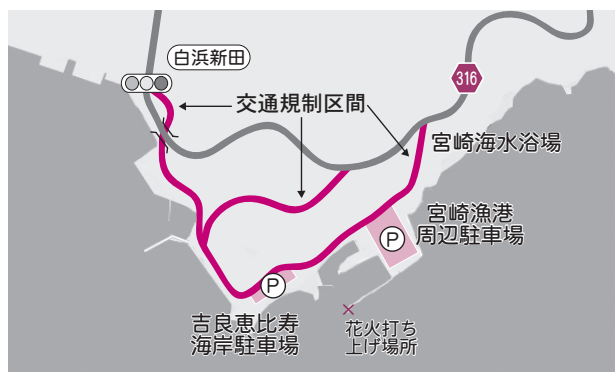 白浜新田
316
交通規制区間
宮崎海水浴場
宮崎漁港
周辺駐車場
P
P
吉良恵比寿
海岸駐車場
花火打ち
上げ場所